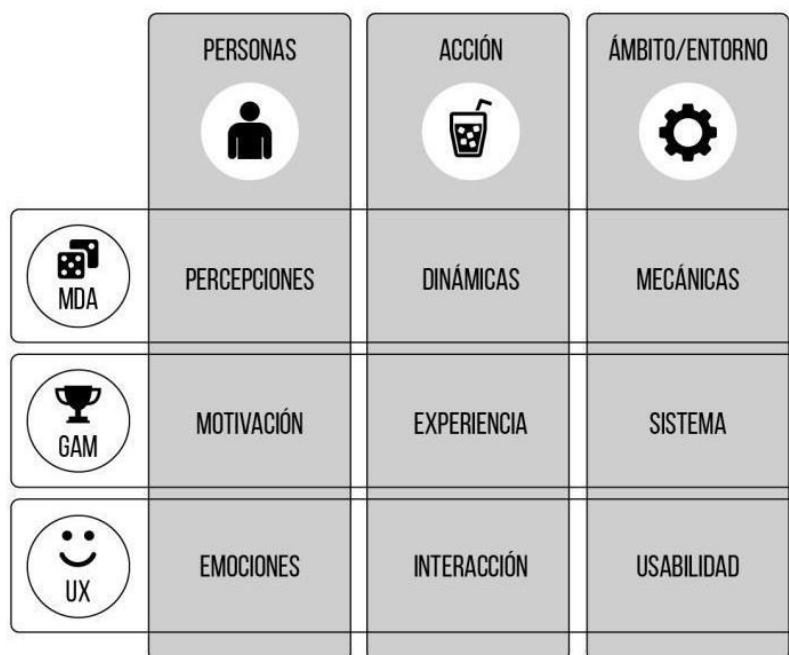 PERSONAS ACCIÓN ÁMBITO/ENTORNO
MDA PERCEPCIONES DINÁMICAS MECÁNICAS
GAM MOTIVACIÓN EXPERIENCIA SISTEMA
UX EMOCIONES INTERACCIÓN USABILIDAD